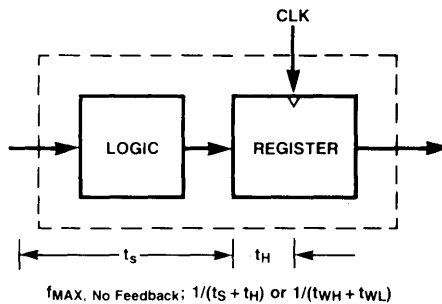 CLK
LOGIC
REGISTER
tS
tH
fMAX, No Feedback; 1/(tS + tH) or 1/(tWH + tWL)